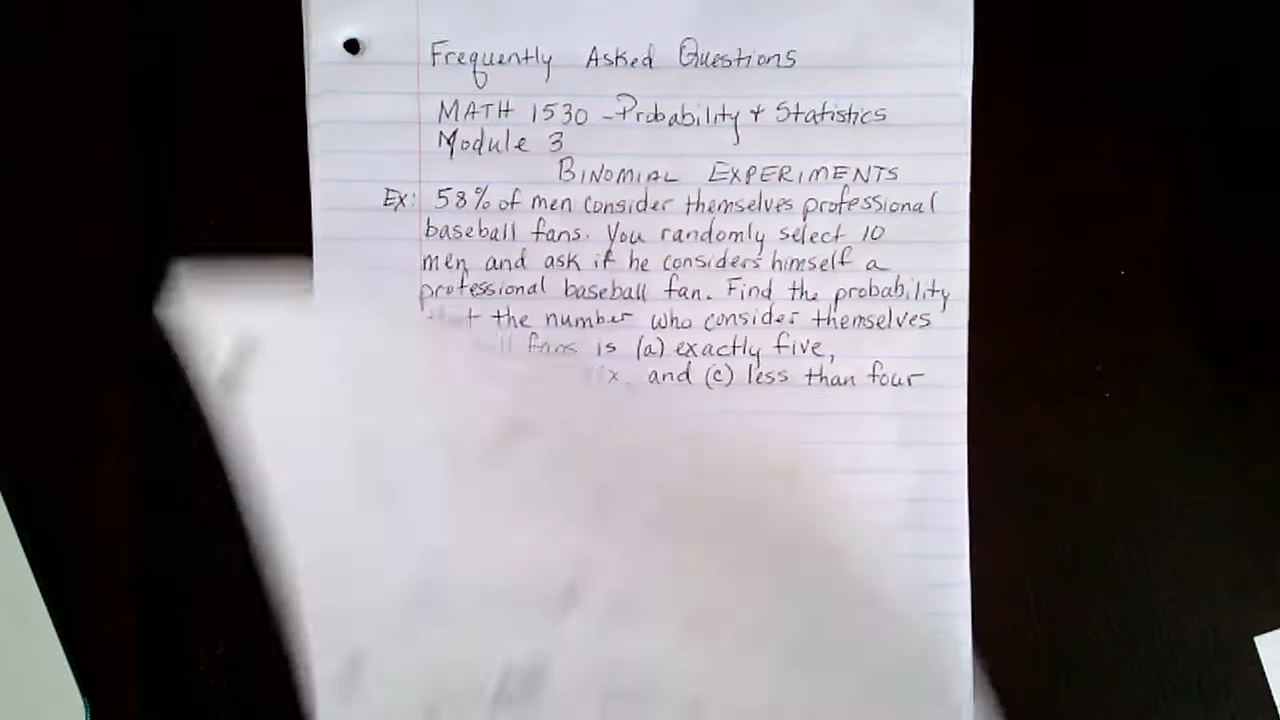 Frequently Asked Questions
MATH 1530 - Probability + Statistics
Module 3
BINOMIAL EXPERIMENTS
Ex: 58% of men consider themselves professional
baseball fans. You randomly select 10
men and ask if he considers himself a
professional baseball fan. Find the probability
the number who consider themselves
fans is (a) exactly five,
and (c) less than four